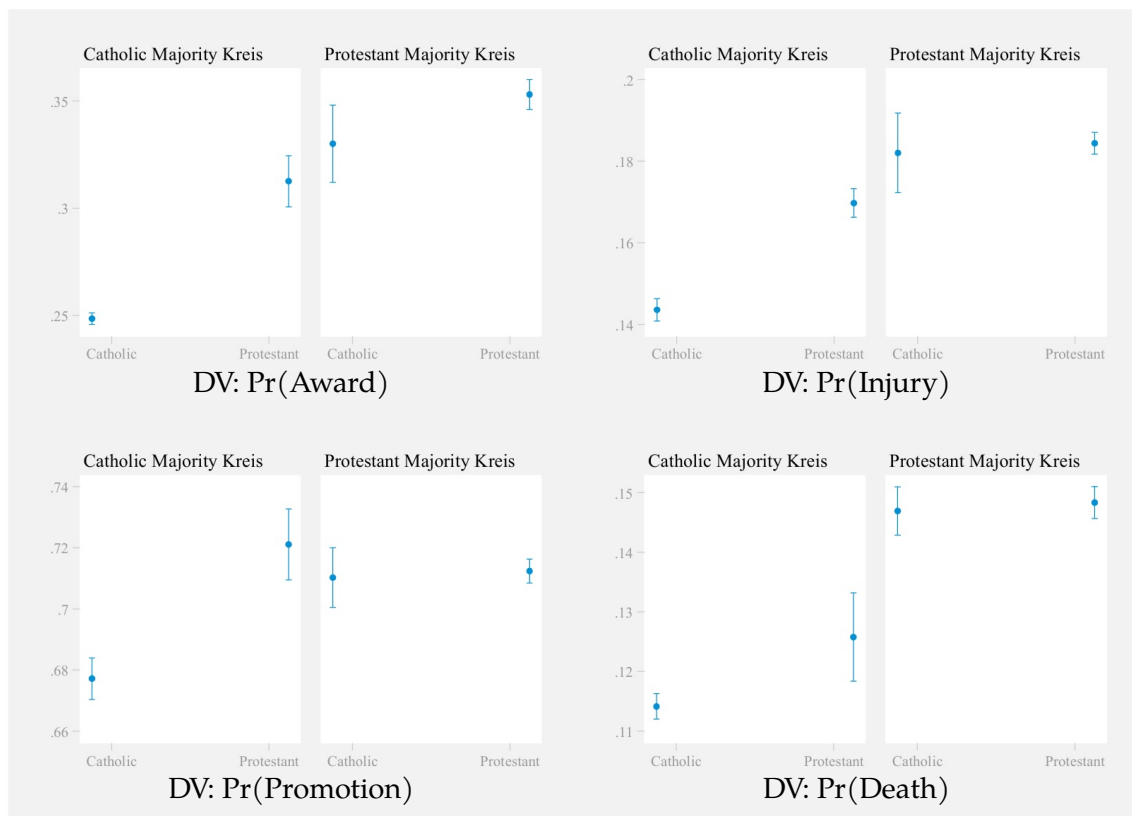 Catholic Majority Kreis
Protestant Majority Kreis
.35
.3
.25
Catholic
Protestant
Catholic
Protestant
DV: Pr(Award)
Catholic Majority Kreis
Protestant Majority Kreis
.2
.18
.16
.14
Catholic
Protestant
Catholic
Protestant
DV: Pr(Injury)
Catholic Majority Kreis
Protestant Majority Kreis
.74
.72
.7
.68
.66
Catholic
Protestant
Catholic
Protestant
DV: Pr(Promotion)
Catholic Majority Kreis
Protestant Majority Kreis
.15
.14
.13
.12
.11
Catholic
Protestant
Catholic
Protestant
DV: Pr(Death)